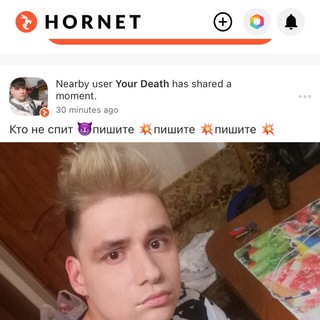 HORNET
Nearby user Your Death has shared a
moment.
30 minutes ago
Кто не спит 😈пишите 💥пишите 💥пишите 💥